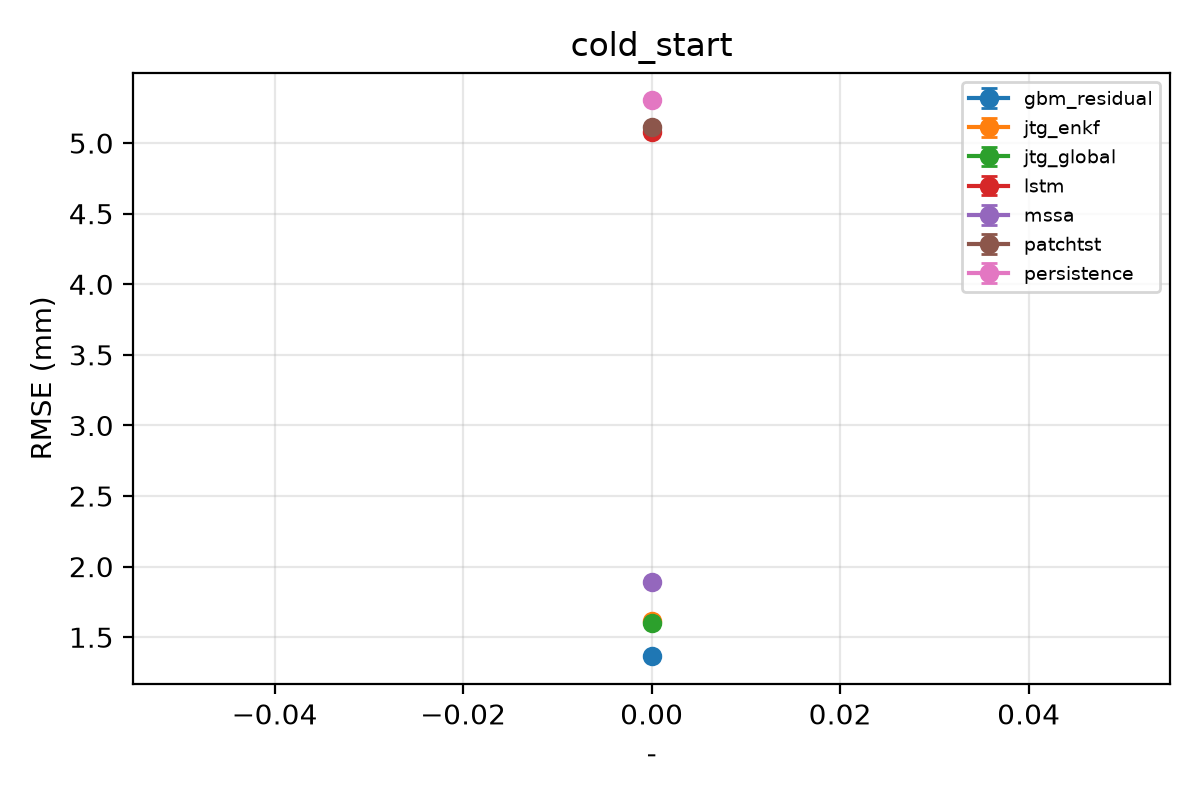 cold_start
RMSE (mm)
5.0
4.5
4.0
3.5
3.0
2.5
2.0
1.5
−0.04
−0.02
0.00
0.02
0.04
-
gbm_residual
jtg_enkf
jtg_global
lstm
mssa
patchtst
persistence